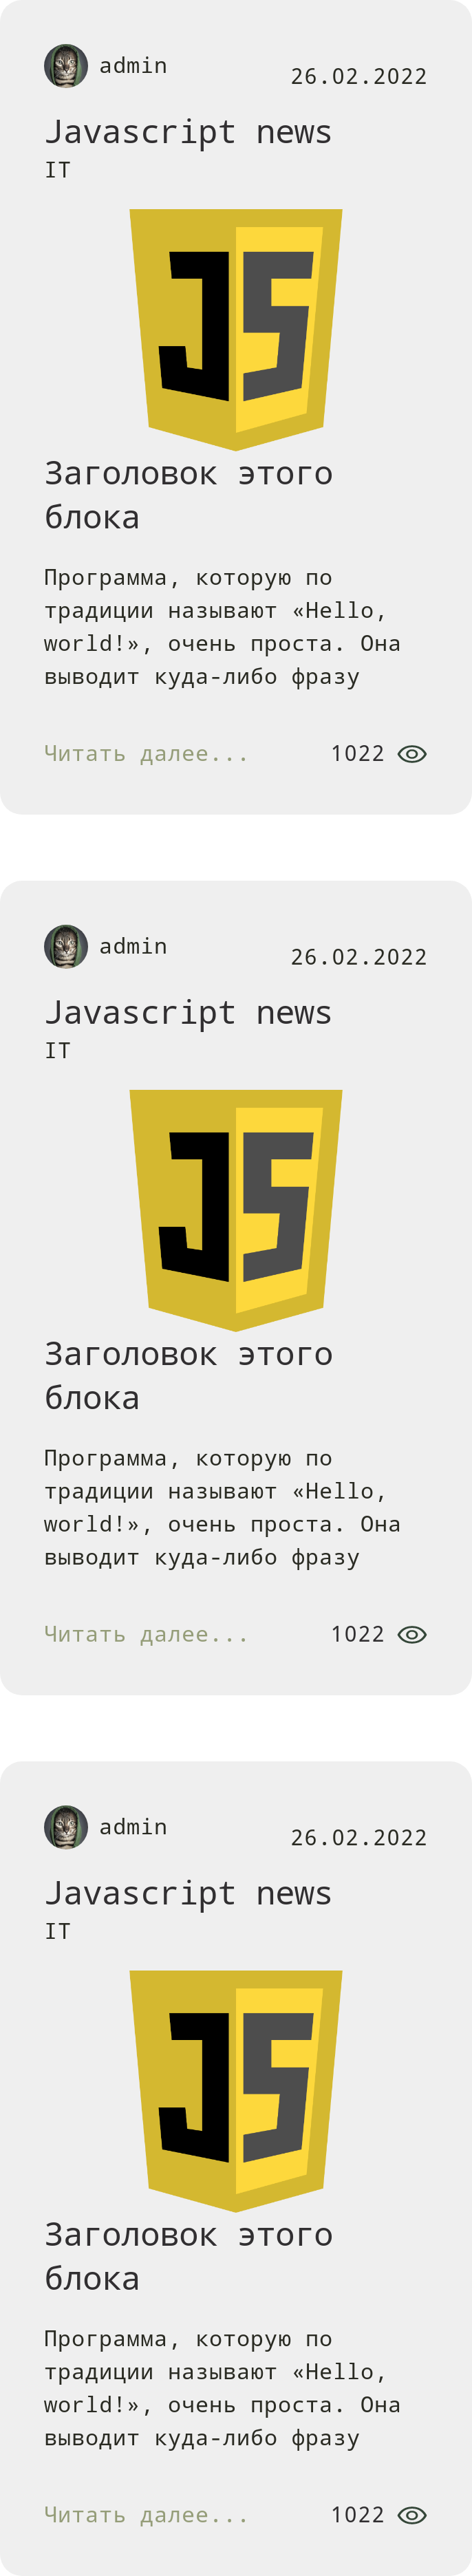 admin
26.02.2022
Javascript news
IT
JS
Заголовок этого
блока
Программа, которую по
традиции называют «Hello,
world!», очень проста. Она
выводит куда-либо фразу
Читать далее...
1022
admin
26.02.2022
Javascript news
IT
JS
Заголовок этого
блока
Программа, которую по
традиции называют «Hello,
world!», очень проста. Она
выводит куда-либо фразу
Читать далее...
1022
admin
26.02.2022
Javascript news
IT
JS
Заголовок этого
блока
Программа, которую по
традиции называют «Hello,
world!», очень проста. Она
выводит куда-либо фразу
Читать далее...
1022